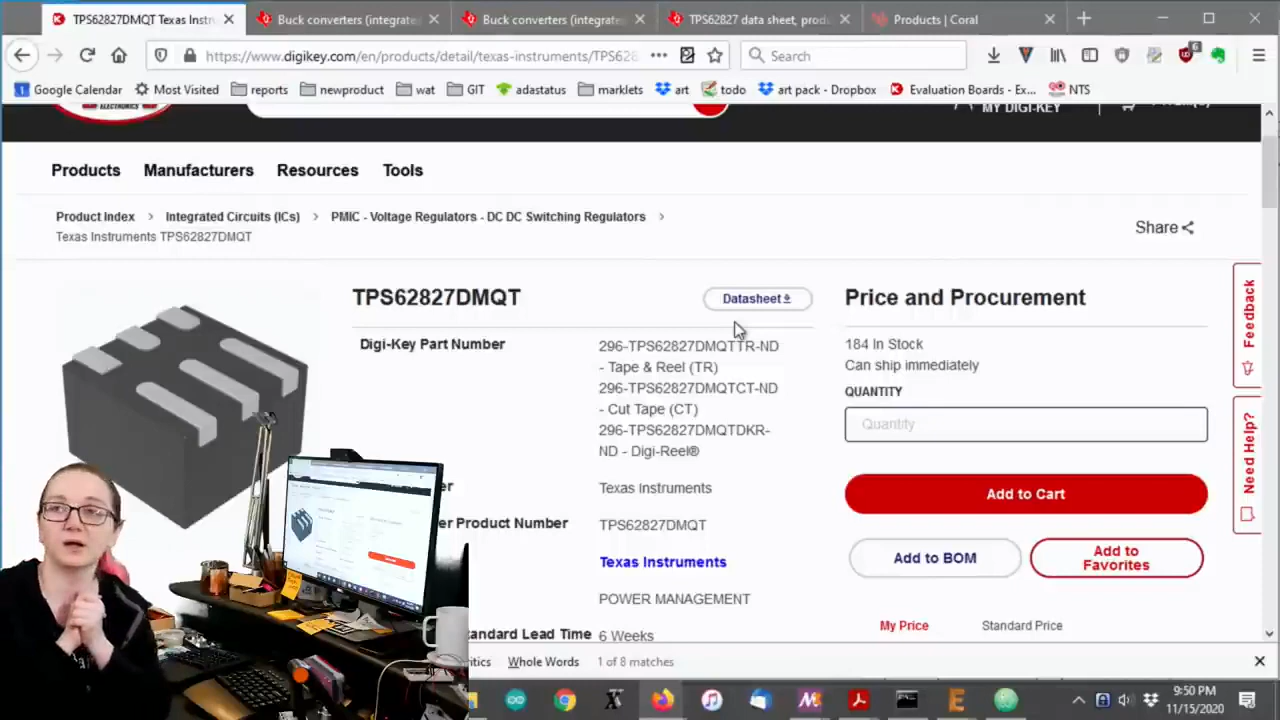 TPS62827DMQT Texas Instr
Buck converters (integrate
Buck converters (integrate
TPS62827 data sheet, produ
Products | Coral
https://www.digikey.com/en/products/detail/texas-instruments/TPS62
Search
6
Google Calendar
Most Visited
reports
newproduct
wat
GIT
adastatus
marklets
art
todo
art pack - Dropbox
Evaluation Boards - Ex...
NTS
ELECTRONICS
MY DIGI-KEY
Products
Manufacturers
Resources
Tools
Product Index > Integrated Circuits (ICs) > PMIC - Voltage Regulators - DC DC Switching Regulators >
Texas Instruments TPS62827DMQT
Share
TPS62827DMQT
Datasheet
Digi-Key Part Number
296-TPS62827DMQTTR-ND
- Tape & Reel (TR)
296-TPS62827DMQTCT-ND
- Cut Tape (CT)
296-TPS62827DMQTDKR-
ND - Digi-Reel®
er
Texas Instruments
er Product Number
TPS62827DMQT
Texas Instruments
POWER MANAGEMENT
tandard Lead Time
6 Weeks
Price and Procurement
184 In Stock
Can ship immediately
QUANTITY
Quantity
Add to Cart
Add to BOM
Add to
Favorites
My Price
Standard Price
Feedback
Need Help?
itics
Whole Words
1 of 8 matches
9:50 PM
11/15/2020